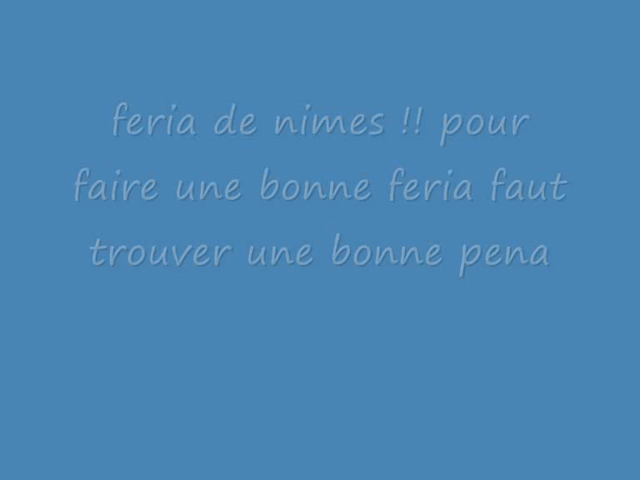 feria de nimes !! pour
faire une bonne feria faut
trouver une bonne pena